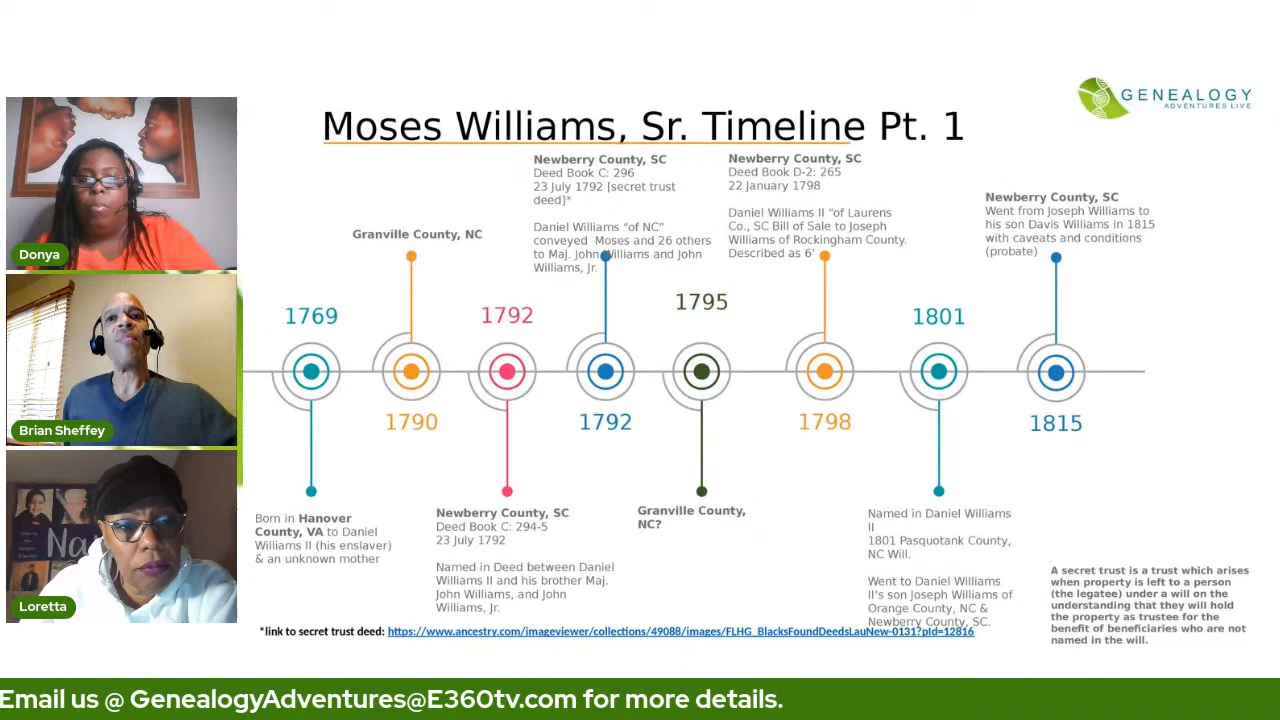 GENEALOGY
ADVENTURES LIVE
Moses Williams, Sr. Timeline Pt. 1
Donya
Brian Sheffey
Loretta
Na
1769
Born in Hanover
County, VA to Daniel
Williams II (his enslaver)
& an unknown mother
Granville County, NC
1790
1792
Newberry County, SC
Deed Book C: 294-5
23 July 1792
Named in Deed between Daniel
Williams II and his brother Maj.
John Williams, and John
Williams, Jr.
Newberry County, SC
Deed Book C: 296
23 July 1792 [secret trust
deed]*
Daniel Williams “of NC”
conveyed Moses and 26 others
to Maj. John Williams and John
Williams, Jr.
1792
1795
Granville County,
NC?
Newberry County, SC
Deed Book D-2: 265
22 January 1798
Daniel Williams II “of Laurens
Co., SC Bill of Sale to Joseph
Williams of Rockingham County.
Described as 6’
1798
1801
Named in Daniel Williams
II
1801 Pasquotank County,
NC Will.
Went to Daniel Williams
II’s son Joseph Williams of
Orange County, NC &
Newberry County, SC.
Newberry County, SC
Went from Joseph Williams to
his son Davis Williams in 1815
with caveats and conditions
(probate)
1815
A secret trust is a trust which arises
when property is left to a person
(the legatee) under a will on the
understanding that they will hold
the property as trustee for the
benefit of beneficiaries who are not
named in the will.
*link to secret trust deed: https://www.ancestry.com/imageviewer/collections/49088/images/FLHG_BlacksFoundDeedsLauNew-0131?pId=12816
Email us @ GenealogyAdventures@E360tv.com for more details.